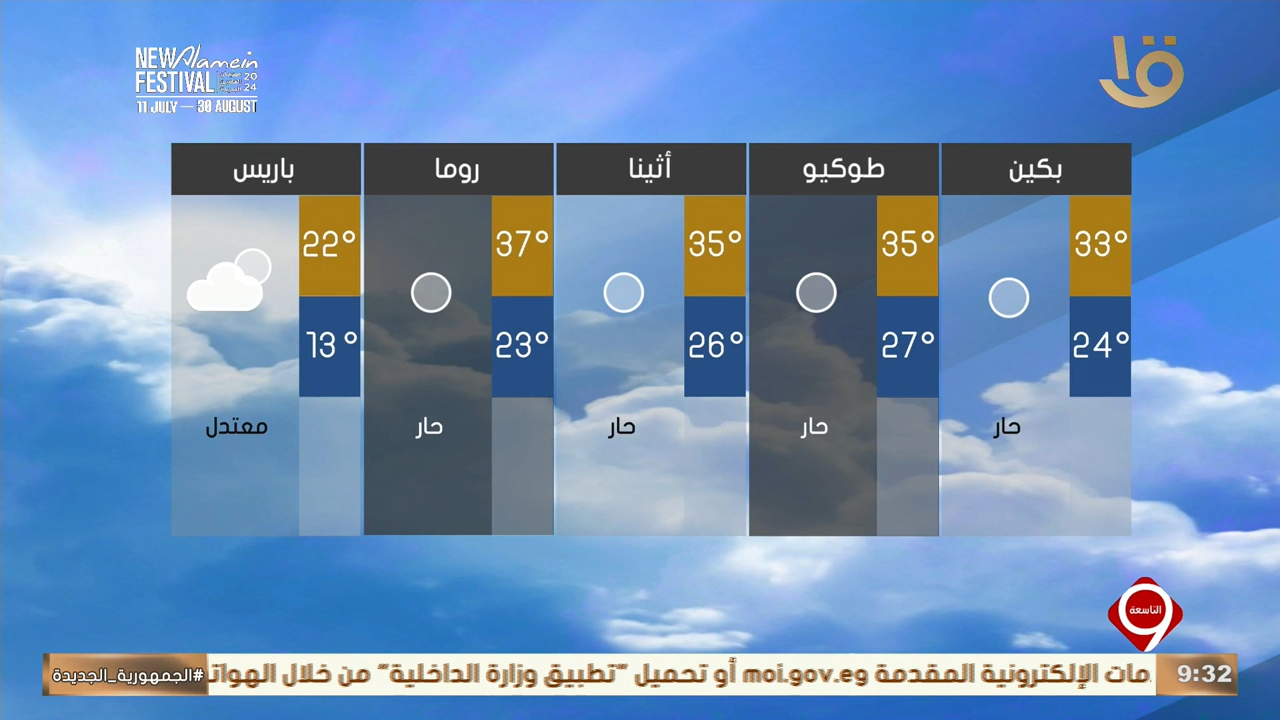 NEW Alamein
FESTIVAL 2024
11 JULY — 30 AUGUST
بكين
33°
24°
حار
طوكيو
35°
27°
حار
أثينا
35°
26°
حار
روما
37°
23°
حار
باريس
22°
13°
معتدل
التاسعة
9
9:32
مات الإلكترونية المقدمة moi.gov.eg أو تحميل "تطبيق وزارة الداخلية" من خلال الهوات
#الجمهورية_الجديدة